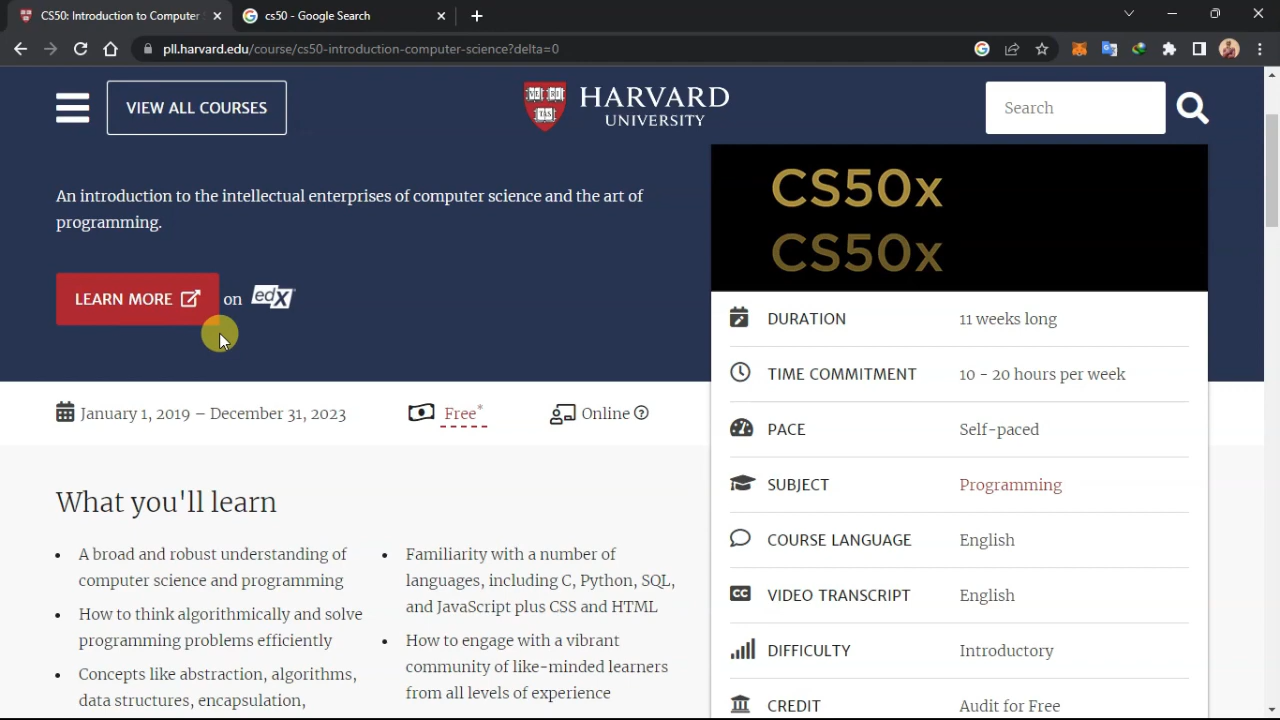 CS50: Introduction to Computer
cs50 - Google Search
pll.harvard.edu/course/cs50-introduction-computer-science?delta=0
VIEW ALL COURSES
HARVARD
UNIVERSITY
Search
An introduction to the intellectual enterprises of computer science and the art of
programming.
LEARN MORE on edX
January 1, 2019 – December 31, 2023
Free*
Online
What you'll learn
A broad and robust understanding of
computer science and programming
How to think algorithmically and solve
programming problems efficiently
Concepts like abstraction, algorithms,
data structures, encapsulation,
Familiarity with a number of
languages, including C, Python, SQL,
and JavaScript plus CSS and HTML
How to engage with a vibrant
community of like-minded learners
from all levels of experience
CS50x
CS50x
DURATION 11 weeks long
TIME COMMITMENT 10 - 20 hours per week
PACE Self-paced
SUBJECT Programming
COURSE LANGUAGE English
CC VIDEO TRANSCRIPT English
DIFFICULTY Introductory
CREDIT Audit for Free